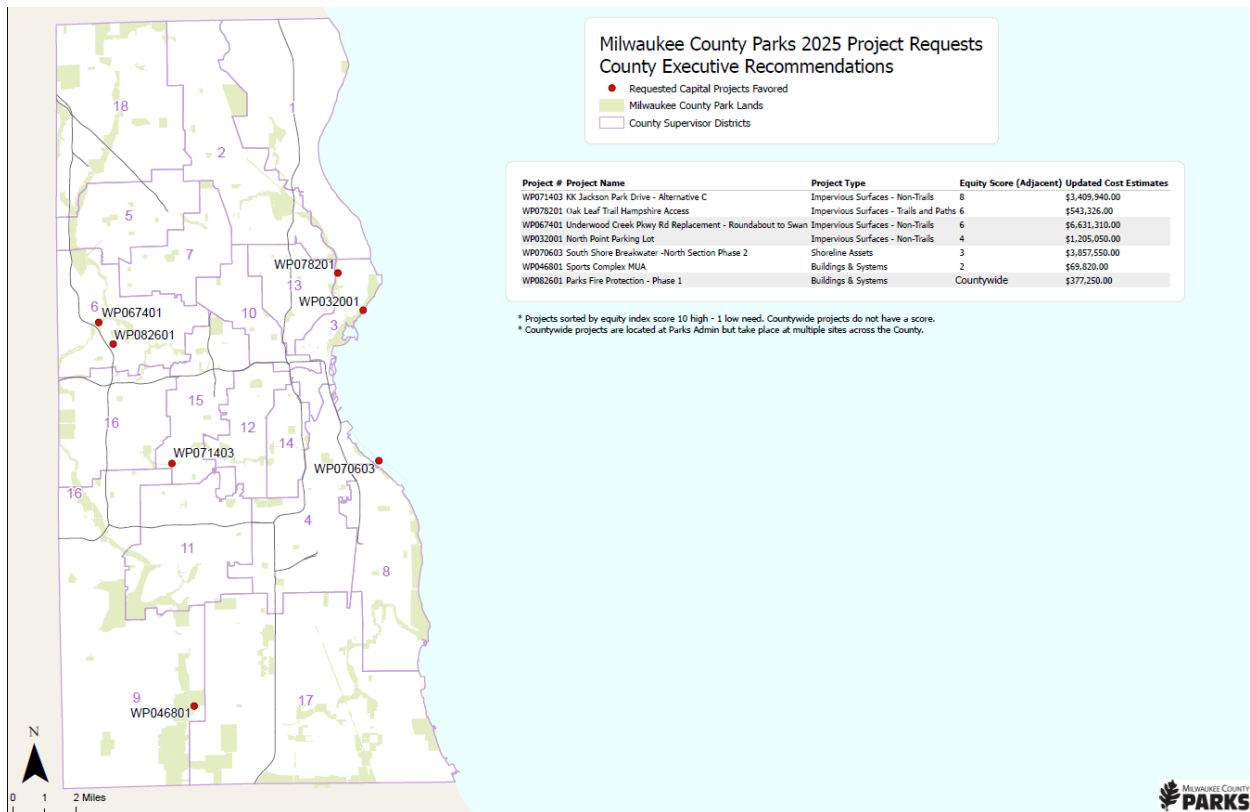 Milwaukee County Parks 2025 Project Requests
County Executive Recommendations
Requested Capital Projects Favored
Milwaukee County Park Lands
County Supervisor Districts
Project # Project Name Project Type Equity Score (Adjacent) Updated Cost Estimates
WP071403 KK Jackson Park Drive - Alternative C Impervious Surfaces - Non-Trails 8 $3,409,940.00
WP078201 Oak Leaf Trail Hampshire Access Impervious Surfaces - Trails and Paths 6 $543,326.00
WP067401 Underwood Creek Pkwy Rd Replacement - Roundabout to Swan Impervious Surfaces - Non-Trails 6 $6,631,310.00
WP032001 North Point Parking Lot Impervious Surfaces - Non-Trails 4 $1,205,050.00
WP070603 South Shore Breakwater -North Section Phase 2 Shoreline Assets 3 $3,857,550.00
WP046801 Sports Complex MUA Buildings & Systems 2 $69,820.00
WP082601 Parks Fire Protection - Phase 1 Buildings & Systems Countywide $377,250.00
* Projects sorted by equity index score 10 high - 1 low need. Countywide projects do not have a score.
* Countywide projects are located at Parks Admin but take place at multiple sites across the County.
18
1
2
5
7
WP078201
13
WP032001
6
WP067401
10
3
WP082601
15
16
12
14
WP071403
WP070603
16
4
11
8
9
17
WP046801
N
0 1 2 Miles
MILWAUKEE COUNTY
PARKS